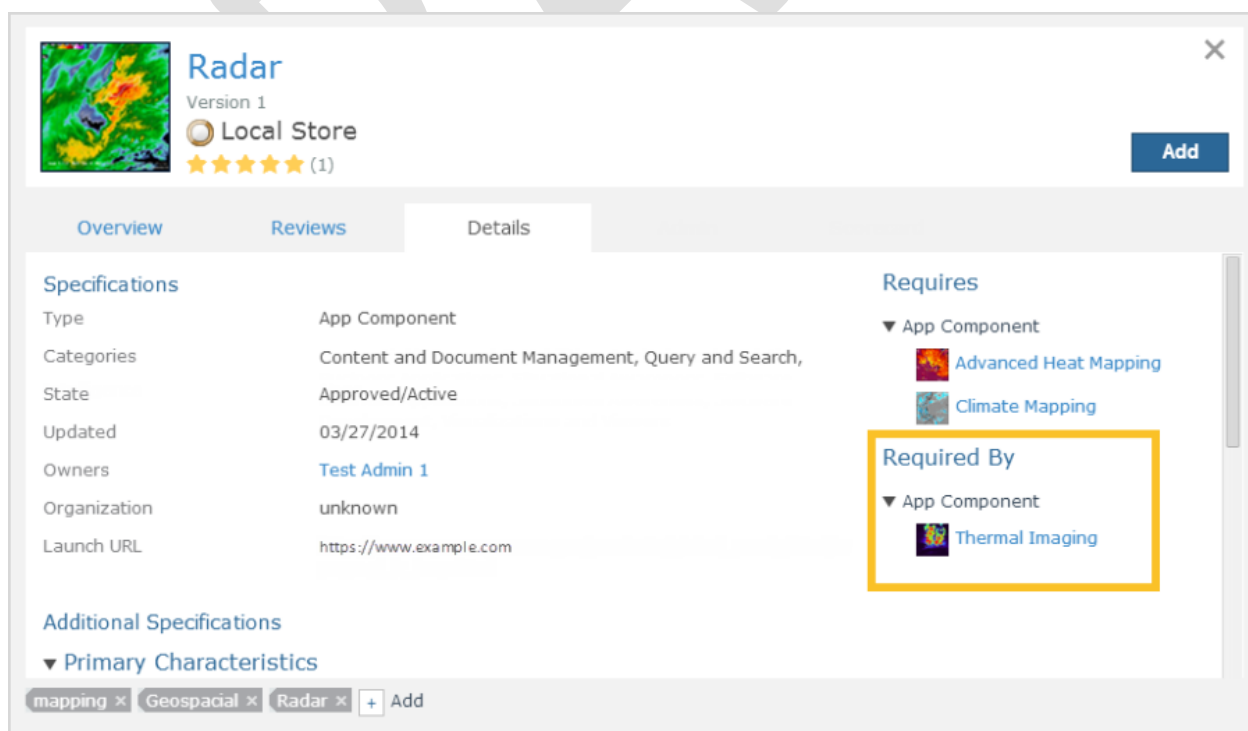 Radar
Version 1
Local Store
(1)
×
Add
Overview Reviews Details
Specifications
Type App Component
Categories Content and Document Management, Query and Search,
State Approved/Active
Updated 03/27/2014
Owners Test Admin 1
Organization unknown
Launch URL https://www.example.com
Additional Specifications
▼ Primary Characteristics
Requires
▼ App Component
Advanced Heat Mapping
Climate Mapping
Required By
▼ App Component
Thermal Imaging
mapping × Geospacial × Radar × + Add